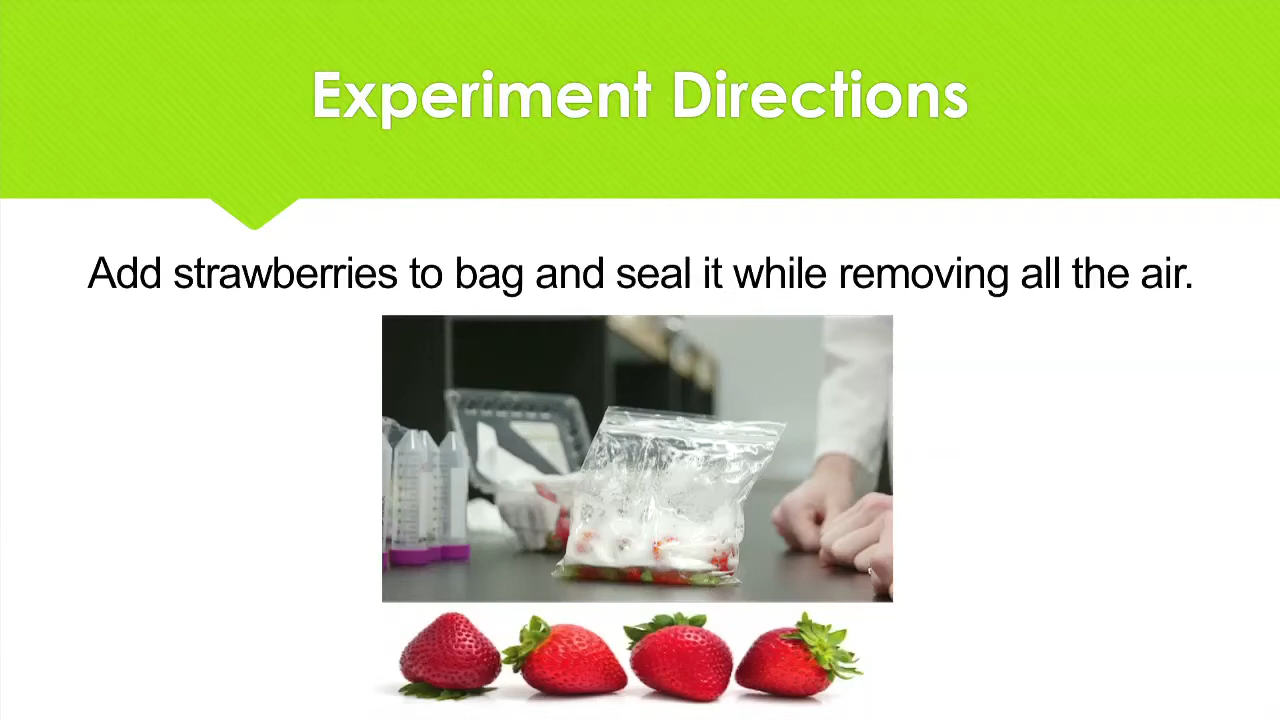 Experiment Directions
Add strawberries to bag and seal it while removing all the air.